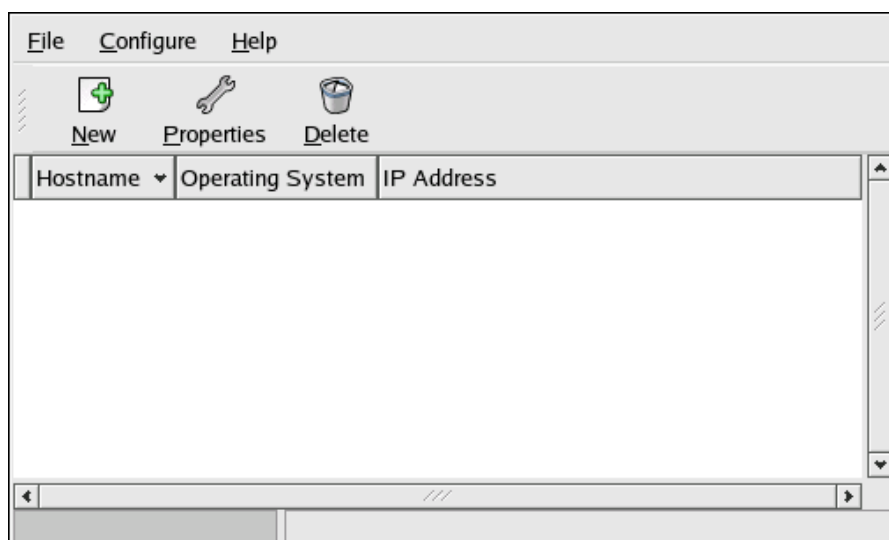 File Configure Help
New Properties Delete
Hostname Operating System IP Address